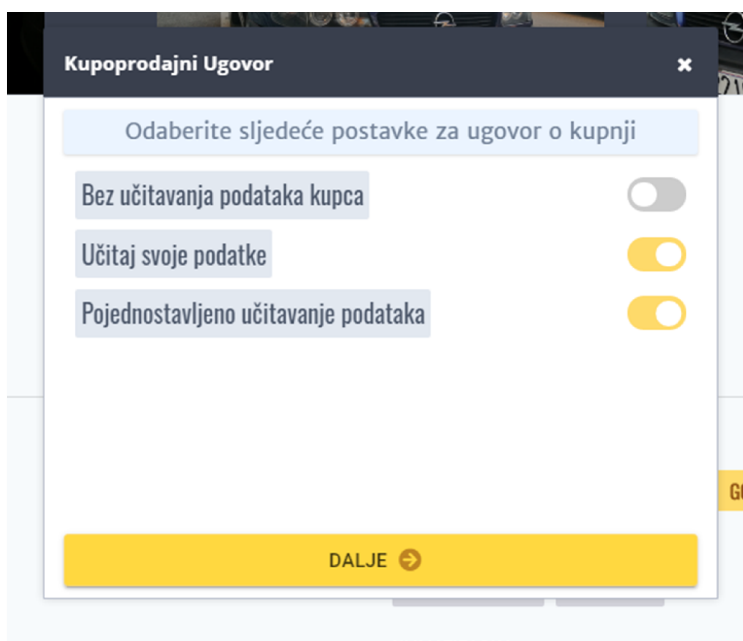 Kupoprodajni Ugovor
Odaberite sljedeće postavke za ugovor o kupnji
Bez učitavanja podataka kupca
Učitaj svoje podatke
Pojednostavljeno učitavanje podataka
DALJE